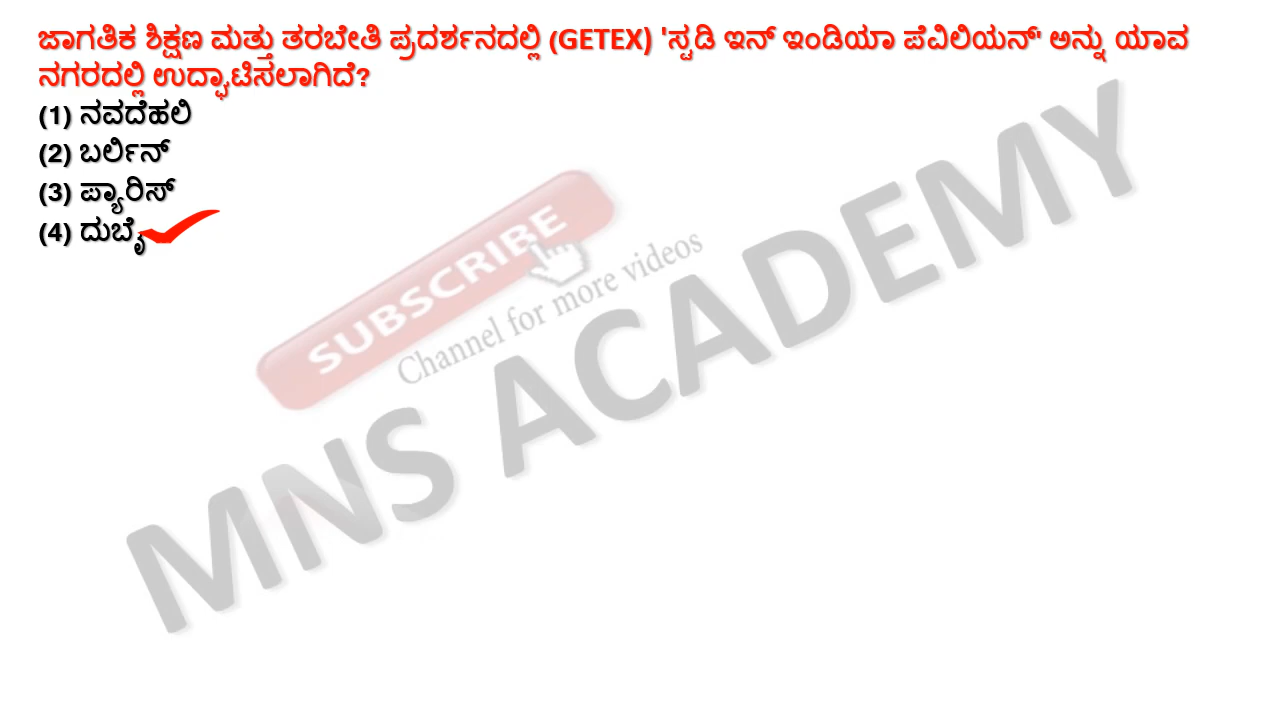 ಜಾಗತಿಕ ಶಿಕ್ಷಣ ಮತ್ತು ತರಬೇತಿ ಪ್ರದರ್ಶನದಲ್ಲಿ (GETEX) 'ಸ್ಟಡಿ ಇನ್ ಇಂಡಿಯಾ ಪೆವಿಲಿಯನ್' ಅನ್ನು ಯಾವ
ನಗರದಲ್ಲಿ ಉದ್ಘಾಟಿಸಲಾಗಿದೆ?
(1) ನವದೆಹಲಿ
(2) ಬರ್ಲಿನ್
(3) ಪ್ಯಾರಿಸ್
(4) ದುಬೈ
SUBSCRIBE
Channel for more videos
MNS ACADEMY